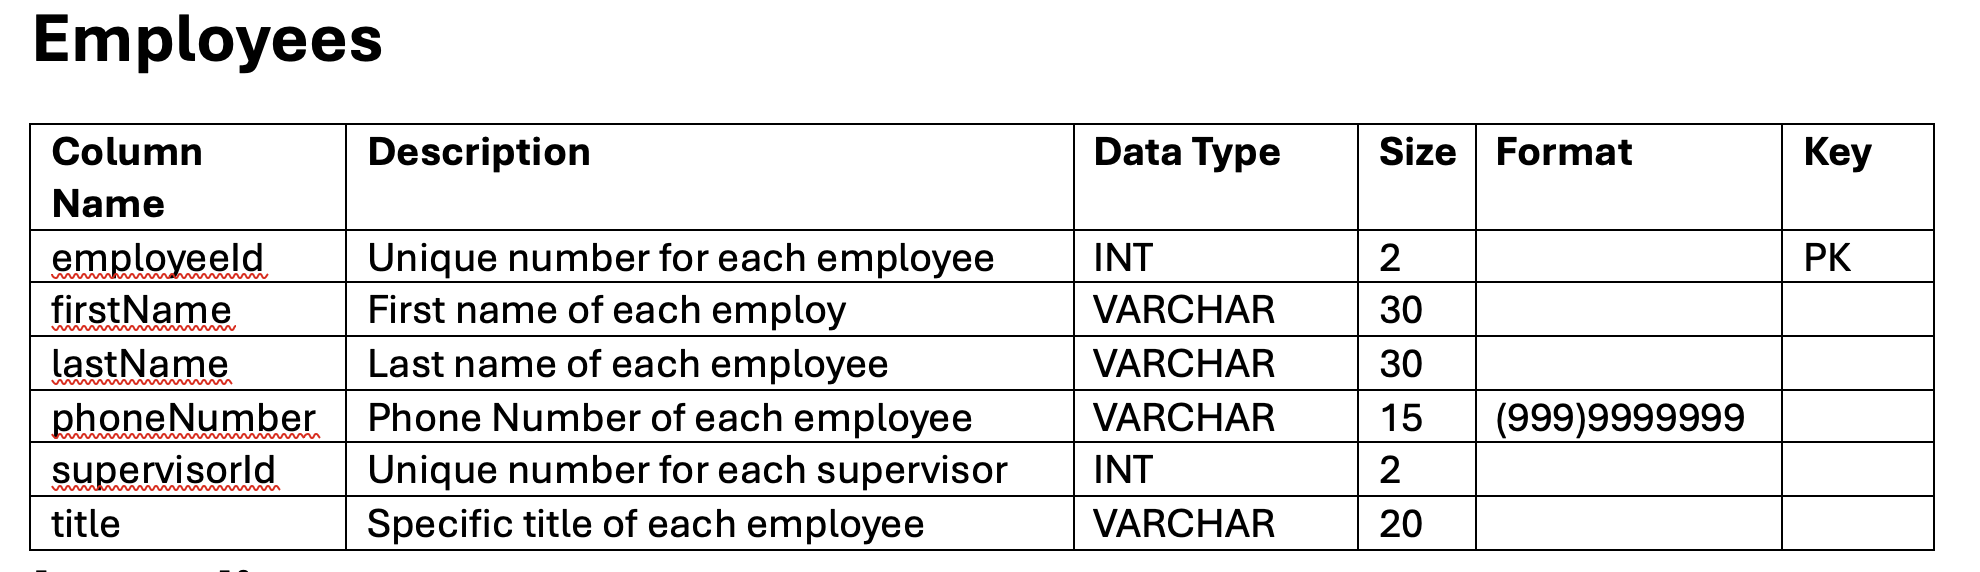 Employees
Column Name Description Data Type Size Format Key
employeeId Unique number for each employee INT 2 PK
firstName First name of each employ VARCHAR 30
lastName Last name of each employee VARCHAR 30
phoneNumber Phone Number of each employee VARCHAR 15 (999)9999999
supervisorId Unique number for each supervisor INT 2
title Specific title of each employee VARCHAR 20